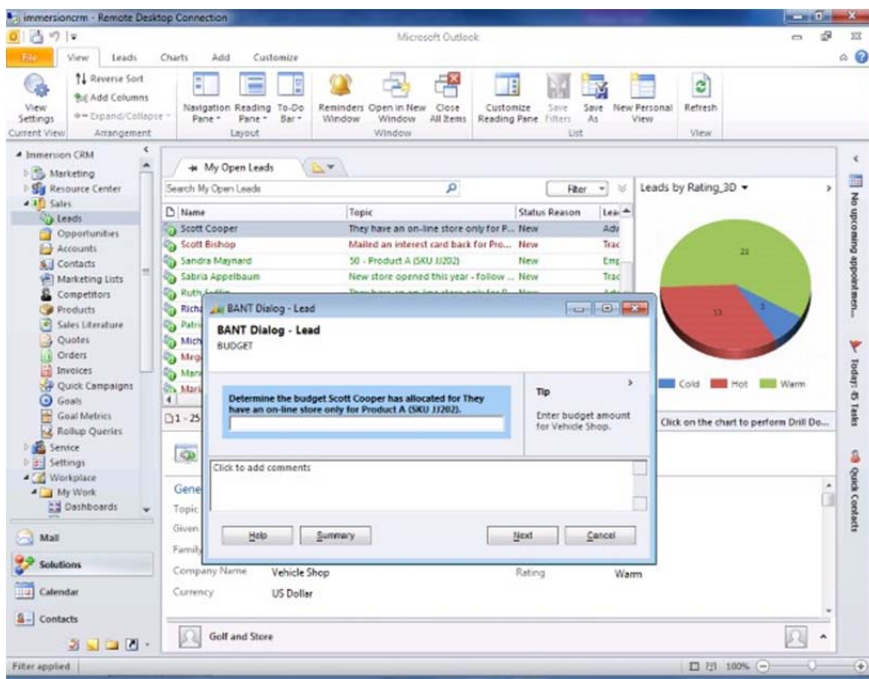 immersioncrm - Remote Desktop Connection
Microsoft Outlook
File View Leads Charts Add Customize
View Settings
Reverse Sort
Add Columns
Expand/Collapse
Navigation Pane
Reading Pane
To-Do Bar
Reminders Window
Open in New Window
Close All Items
Customize Reading Pane
Save Filters
Save As
New Personal View
Refresh
Current View Arrangement Layout Window List View
Immersion CRM
Marketing
Resource Center
Sales
Leads
Opportunities
Accounts
Contacts
Marketing Lists
Competitors
Products
Sales Literature
Quotes
Orders
Invoices
Quick Campaigns
Goals
Goal Metrics
Rollup Queries
Service
Settings
Workplace
My Work
Dashboards
Mail
Solutions
Calendar
Contacts
My Open Leads
Search My Open Leads
Filter
Name Topic Status Reason
Scott Cooper They have an on-line store only for P... New
Scott Bishop Mailed an interest card back for Pro... New
Sandra Maynard 50 - Product A (SKU JJ202) New
Sabria Appelbaum New store opened this year - follow ... New
Richa
Patri
Mich
Mega
1 - 25
BANT Dialog - Lead
BANT Dialog - Lead
BUDGET
Determine the budget Scott Cooper has allocated for They
have an on-line store only for Product A (SKU JJ202).
Tip
Enter budget amount
for Vehicle Shop.
Click to add comments
Help Summary Next Cancel
Gene
Topic
Given
Family
Company Name Vehicle Shop Rating Warm
Currency US Dollar
Golf and Store
Leads by Rating_3D
23
13
3
Cold Hot Warm
Click on the chart to perform Drill Do...
No upcoming appointmen...
Today: 45 Tasks
Quick Contacts
Filter applied
100%